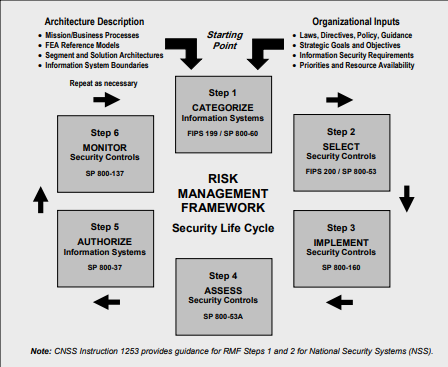 Architecture Description
• Mission/Business Processes
• FEA Reference Models
• Segment and Solution Architectures
• Information System Boundaries
Starting
Point
Organizational Inputs
• Laws, Directives, Policy, Guidance
• Strategic Goals and Objectives
• Information Security Requirements
• Priorities and Resource Availability
Repeat as necessary
Step 1
CATEGORIZE
Information Systems
FIPS 199 / SP 800-60
Step 2
SELECT
Security Controls
FIPS 200 / SP 800-53
Step 3
IMPLEMENT
Security Controls
SP 800-160
Step 4
ASSESS
Security Controls
SP 800-53A
Step 5
AUTHORIZE
Information Systems
SP 800-37
Step 6
MONITOR
Security Controls
SP 800-137
RISK
MANAGEMENT
FRAMEWORK
Security Life Cycle
Note: CNSS Instruction 1253 provides guidance for RMF Steps 1 and 2 for National Security Systems (NSS).